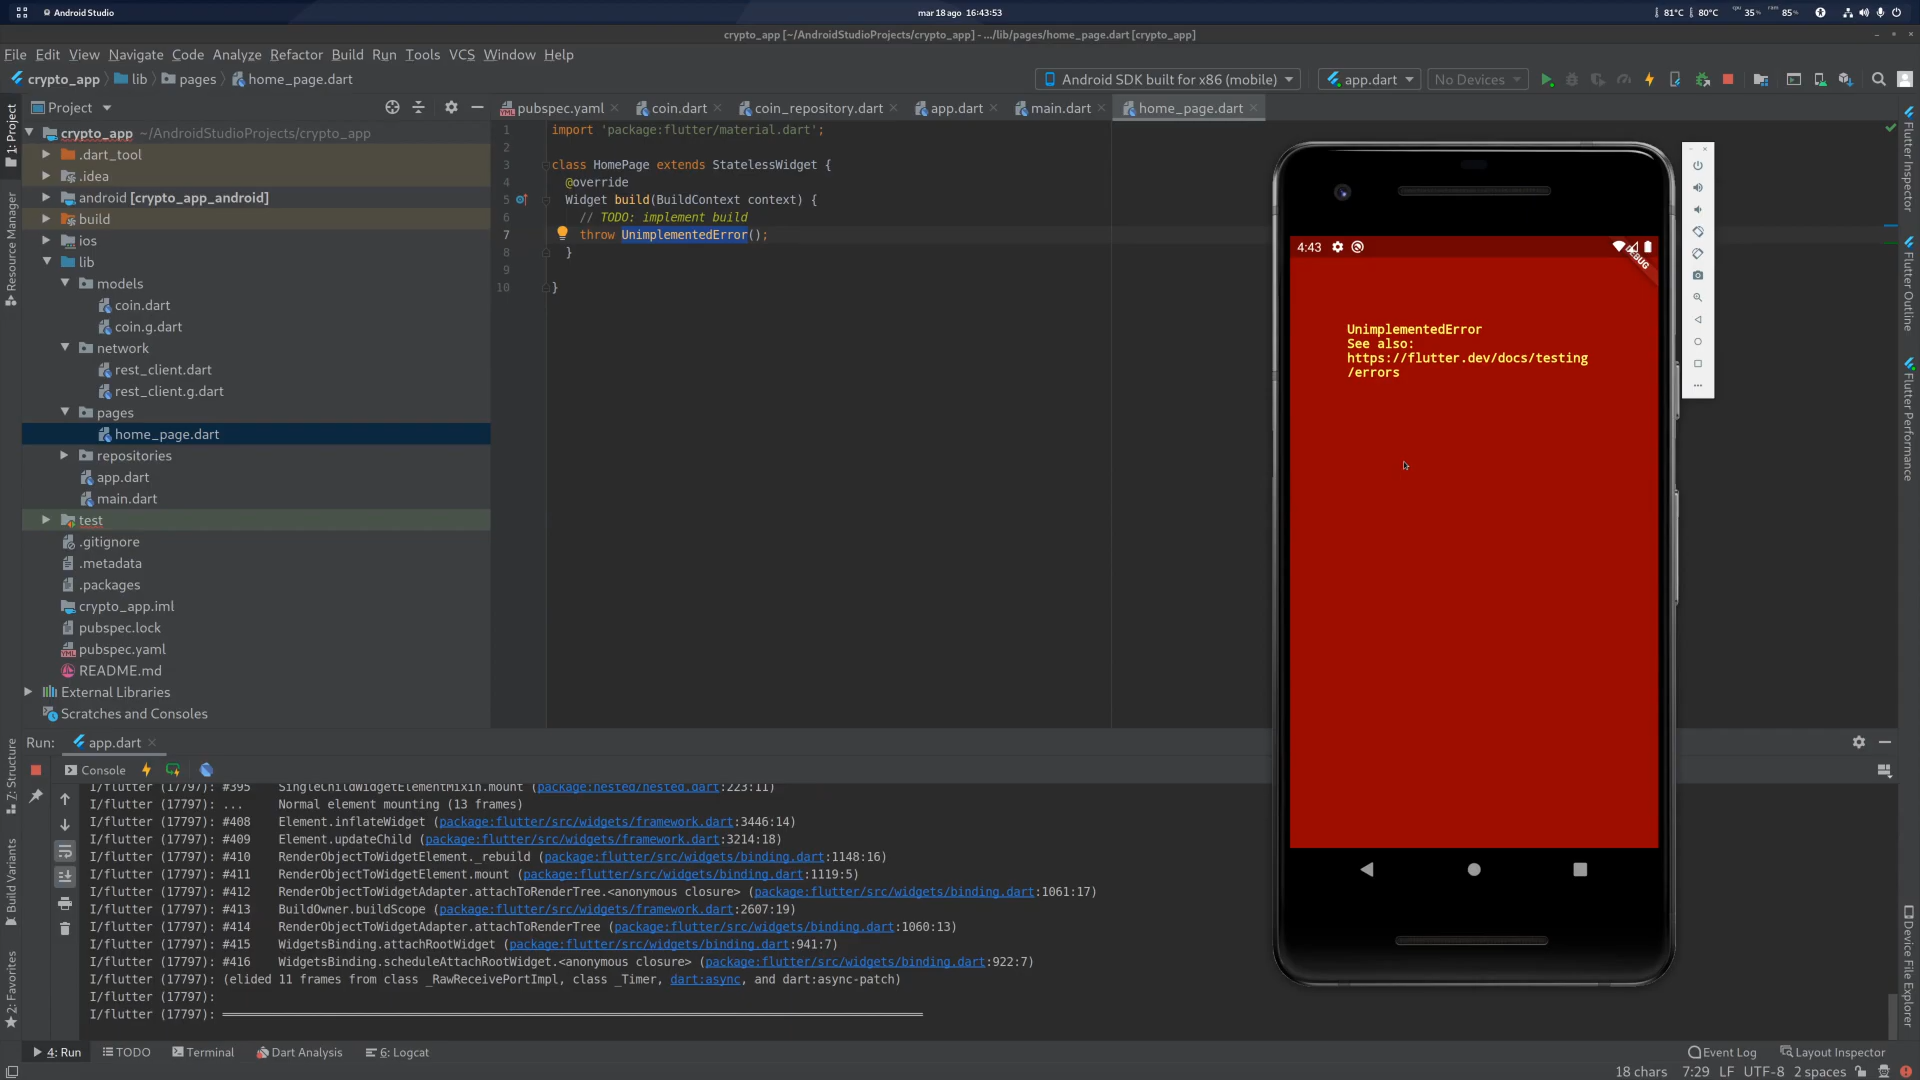 Android Studio
mar 18 ago 16:43:53
81°C 80°C cpu 35% ram 85%
crypto_app [~/AndroidStudioProjects/crypto_app] - .../lib/pages/home_page.dart [crypto_app]
File Edit View Navigate Code Analyze Refactor Build Run Tools VCS Window Help
crypto_app lib pages home_page.dart
Android SDK built for x86 (mobile) app.dart No Devices
Project
pubspec.yaml coin.dart coin_repository.dart app.dart main.dart home_page.dart
crypto_app ~/AndroidStudioProjects/crypto_app
.dart_tool
.idea
android [crypto_app_android]
build
ios
lib
models
coin.dart
coin.g.dart
network
rest_client.dart
rest_client.g.dart
pages
home_page.dart
repositories
app.dart
main.dart
test
.gitignore
.metadata
.packages
crypto_app.iml
pubspec.lock
pubspec.yaml
README.md
External Libraries
Scratches and Consoles
1 import 'package:flutter/material.dart';
2
3 class HomePage extends StatelessWidget {
4 @override
5 Widget build(BuildContext context) {
6 // TODO: implement build
7 throw UnimplementedError();
8 }
9
10 }
4:43
DEBUG
UnimplementedError
See also:
https://flutter.dev/docs/testing
/errors
1: Project
Resource Manager
7: Structure
Build Variants
2: Favorites
Flutter Inspector
Flutter Outline
Flutter Performance
Device File Explorer
Run: app.dart
Console
I/flutter (17797): #395 SingleChildWidgetElementMixin.mount (package:nested/nested.dart:223:11)
I/flutter (17797): ... Normal element mounting (13 frames)
I/flutter (17797): #408 Element.inflateWidget (package:flutter/src/widgets/framework.dart:3446:14)
I/flutter (17797): #409 Element.updateChild (package:flutter/src/widgets/framework.dart:3214:18)
I/flutter (17797): #410 RenderObjectToWidgetElement._rebuild (package:flutter/src/widgets/binding.dart:1148:16)
I/flutter (17797): #411 RenderObjectToWidgetElement.mount (package:flutter/src/widgets/binding.dart:1119:5)
I/flutter (17797): #412 RenderObjectToWidgetAdapter.attachToRenderTree.<anonymous closure> (package:flutter/src/widgets/binding.dart:1061:17)
I/flutter (17797): #413 BuildOwner.buildScope (package:flutter/src/widgets/framework.dart:2607:19)
I/flutter (17797): #414 RenderObjectToWidgetAdapter.attachToRenderTree (package:flutter/src/widgets/binding.dart:1060:13)
I/flutter (17797): #415 WidgetsBinding.attachRootWidget (package:flutter/src/widgets/binding.dart:941:7)
I/flutter (17797): #416 WidgetsBinding.scheduleAttachRootWidget.<anonymous closure> (package:flutter/src/widgets/binding.dart:922:7)
I/flutter (17797): (elided 11 frames from class _RawReceivePortImpl, class _Timer, dart:async, and dart:async-patch)
I/flutter (17797):
I/flutter (17797): ════════════════════════════════════════════════════════════════════════════════════════════════════
4: Run TODO Terminal Dart Analysis 6: Logcat Event Log Layout Inspector
18 chars 7:29 LF UTF-8 2 spaces